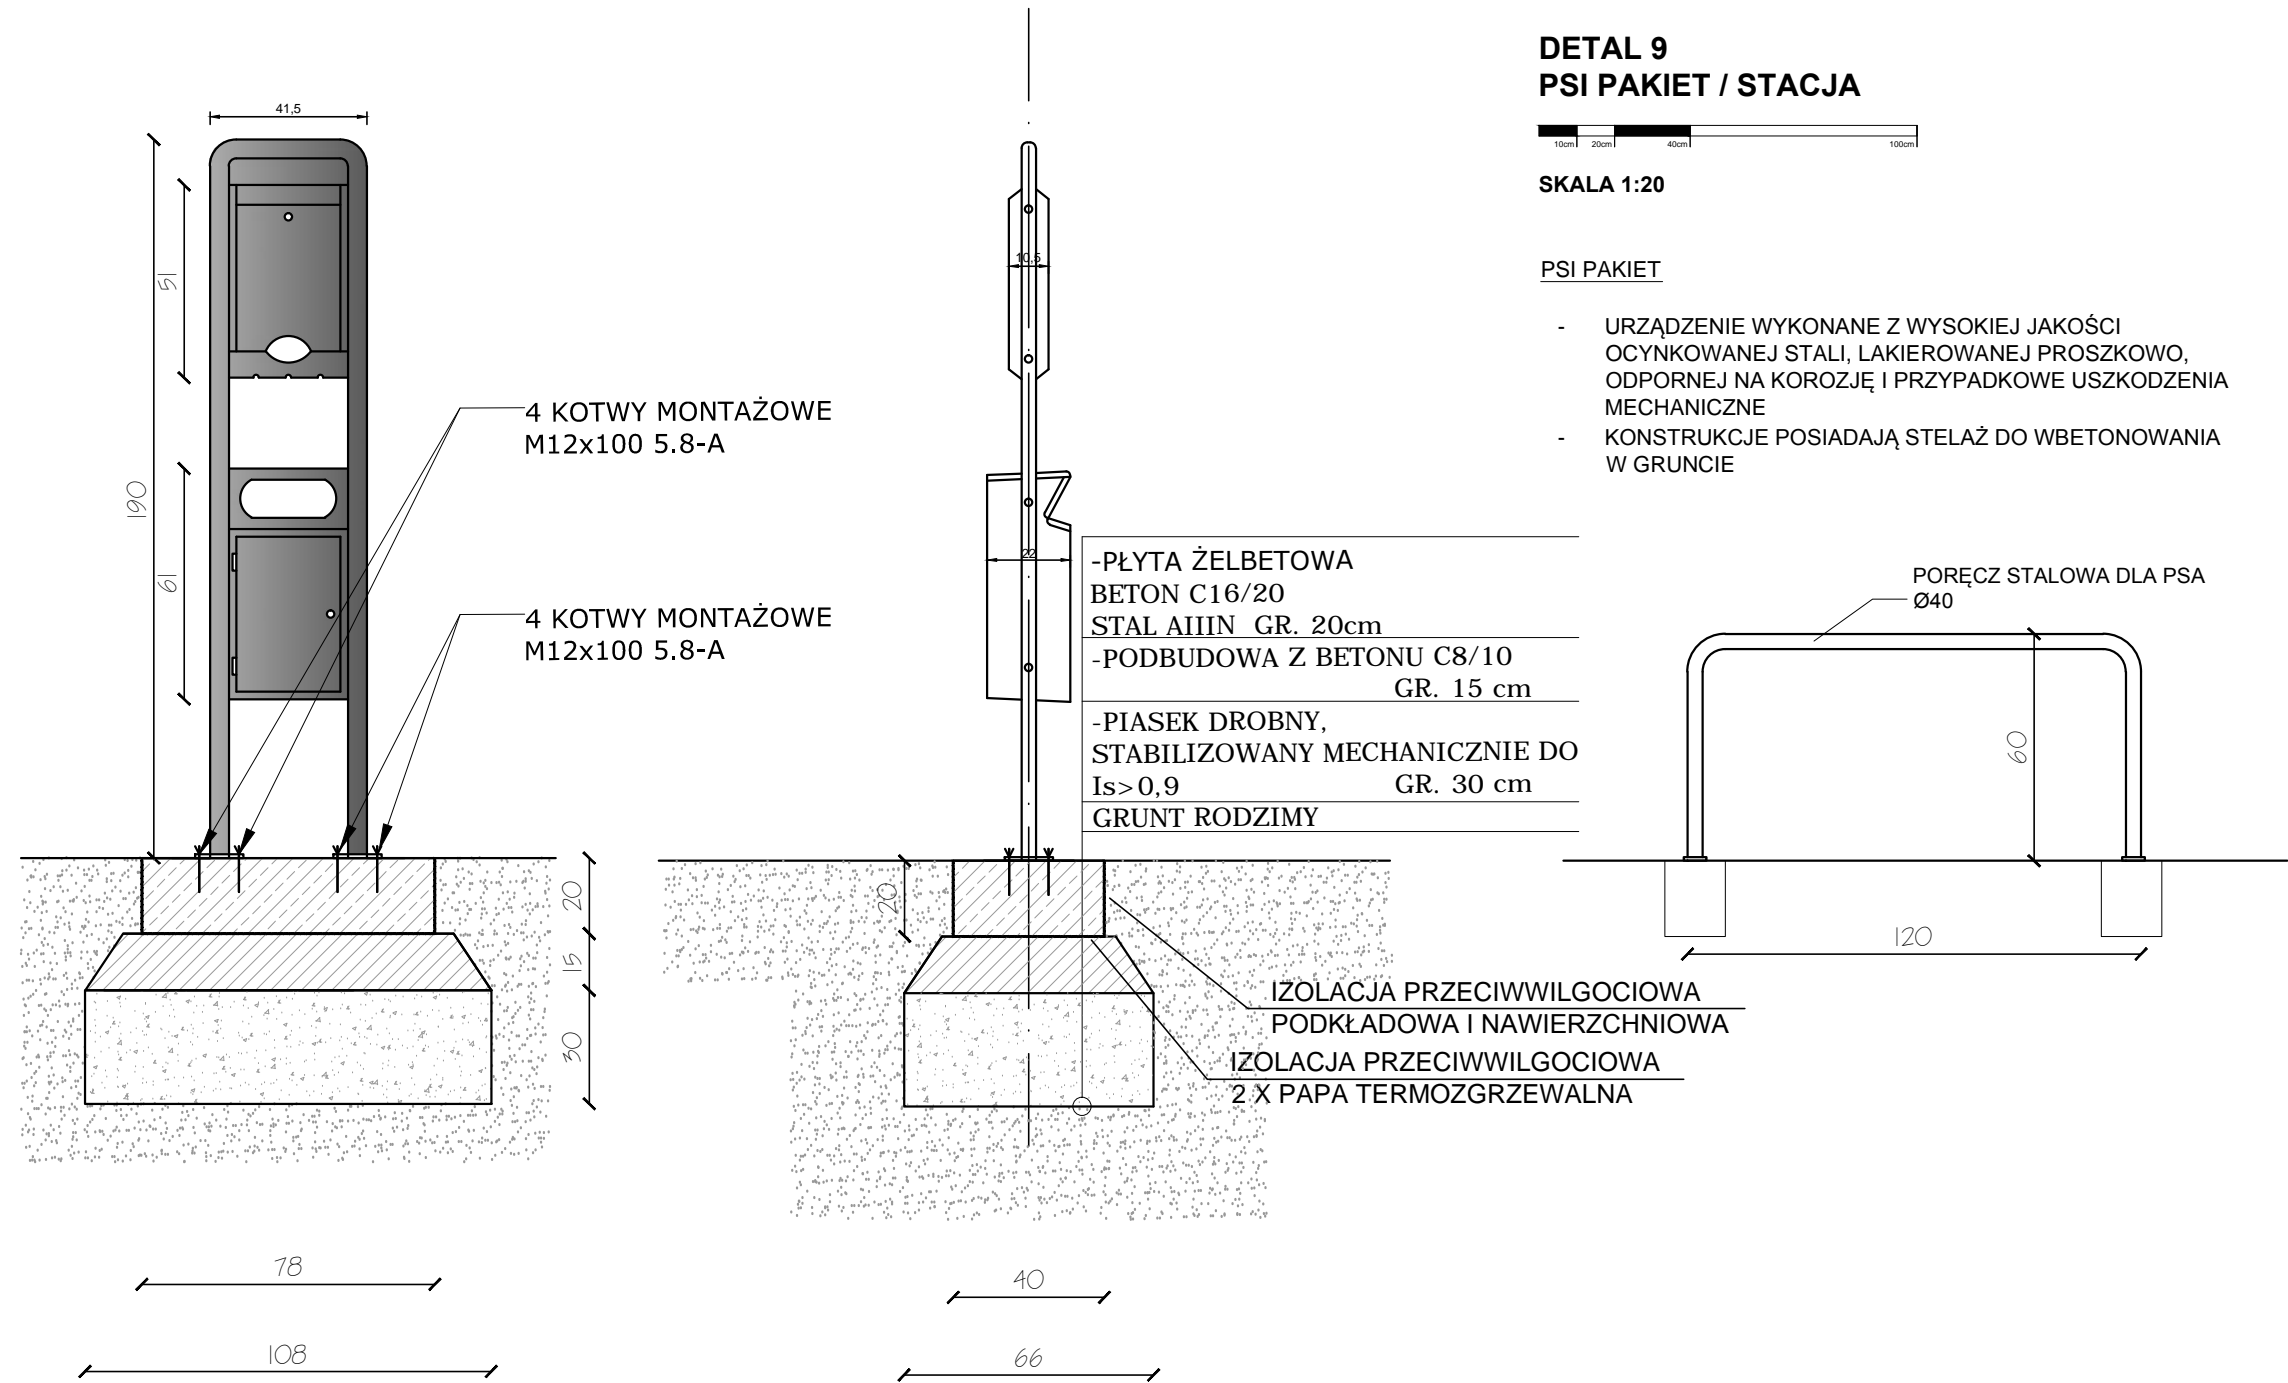 DETAL 9
PSI PAKIET / STACJA
10cm 20cm 40cm 100cm
SKALA 1:20
PSI PAKIET
- URZĄDZENIE WYKONANE Z WYSOKIEJ JAKOŚCI
OCYNKOWANEJ STALI, LAKIEROWANEJ PROSZKOWO,
ODPORNEJ NA KOROZJĘ I PRZYPADKOWE USZKODZENIA
MECHANICZNE
- KONSTRUKCJE POSIADAJĄ STELAŻ DO WBETONOWANIA
W GRUNCIE
41,5
51
190
61
4 KOTWY MONTAŻOWE
M12x100 5.8-A
4 KOTWY MONTAŻOWE
M12x100 5.8-A
20
15
30
78
108
10,5
22
-PŁYTA ŻELBETOWA
BETON C16/20
STAL AIIIN GR. 20cm
-PODBUDOWA Z BETONU C8/10
GR. 15 cm
-PIASEK DROBNY,
STABILIZOWANY MECHANICZNIE DO
Is>0,9 GR. 30 cm
GRUNT RODZIMY
20
IZOLACJA PRZECIWWILGOCIOWA
PODKŁADOWA I NAWIERZCHNIOWA
IZOLACJA PRZECIWWILGOCIOWA
2 X PAPA TERMOZGRZEWALNA
40
66
PORĘCZ STALOWA DLA PSA
Ø40
60
120